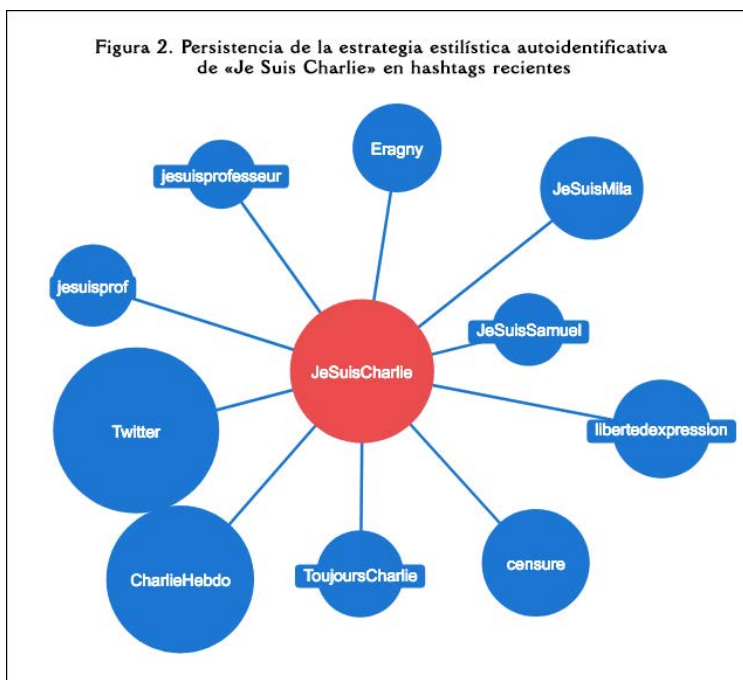 Figura 2. Persistencia de la estrategia estilística autoidentificativa
de «Je Suis Charlie» en hashtags recientes
Eragny
jesuisprofesseur
JeSuisMila
jesuisprof
JeSuisSamuel
JeSuisCharlie
libertedexpression
Twitter
censure
ToujoursCharlie
CharlieHebdo